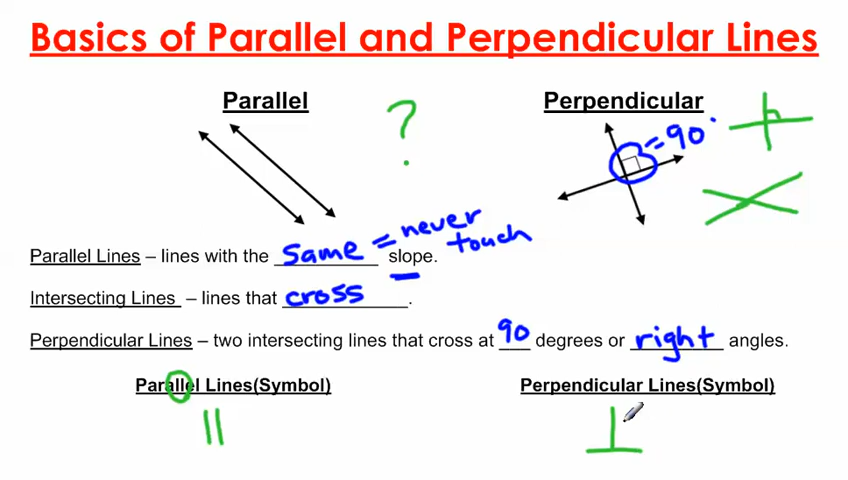 Basics of Parallel and Perpendicular Lines
Parallel
?
Perpendicular
= 90°
Parallel Lines – lines with the same slope. = never touch
Intersecting Lines – lines that cross.
Perpendicular Lines – two intersecting lines that cross at 90 degrees or right angles.
Parallel Lines(Symbol)
Perpendicular Lines(Symbol)
||
⊥